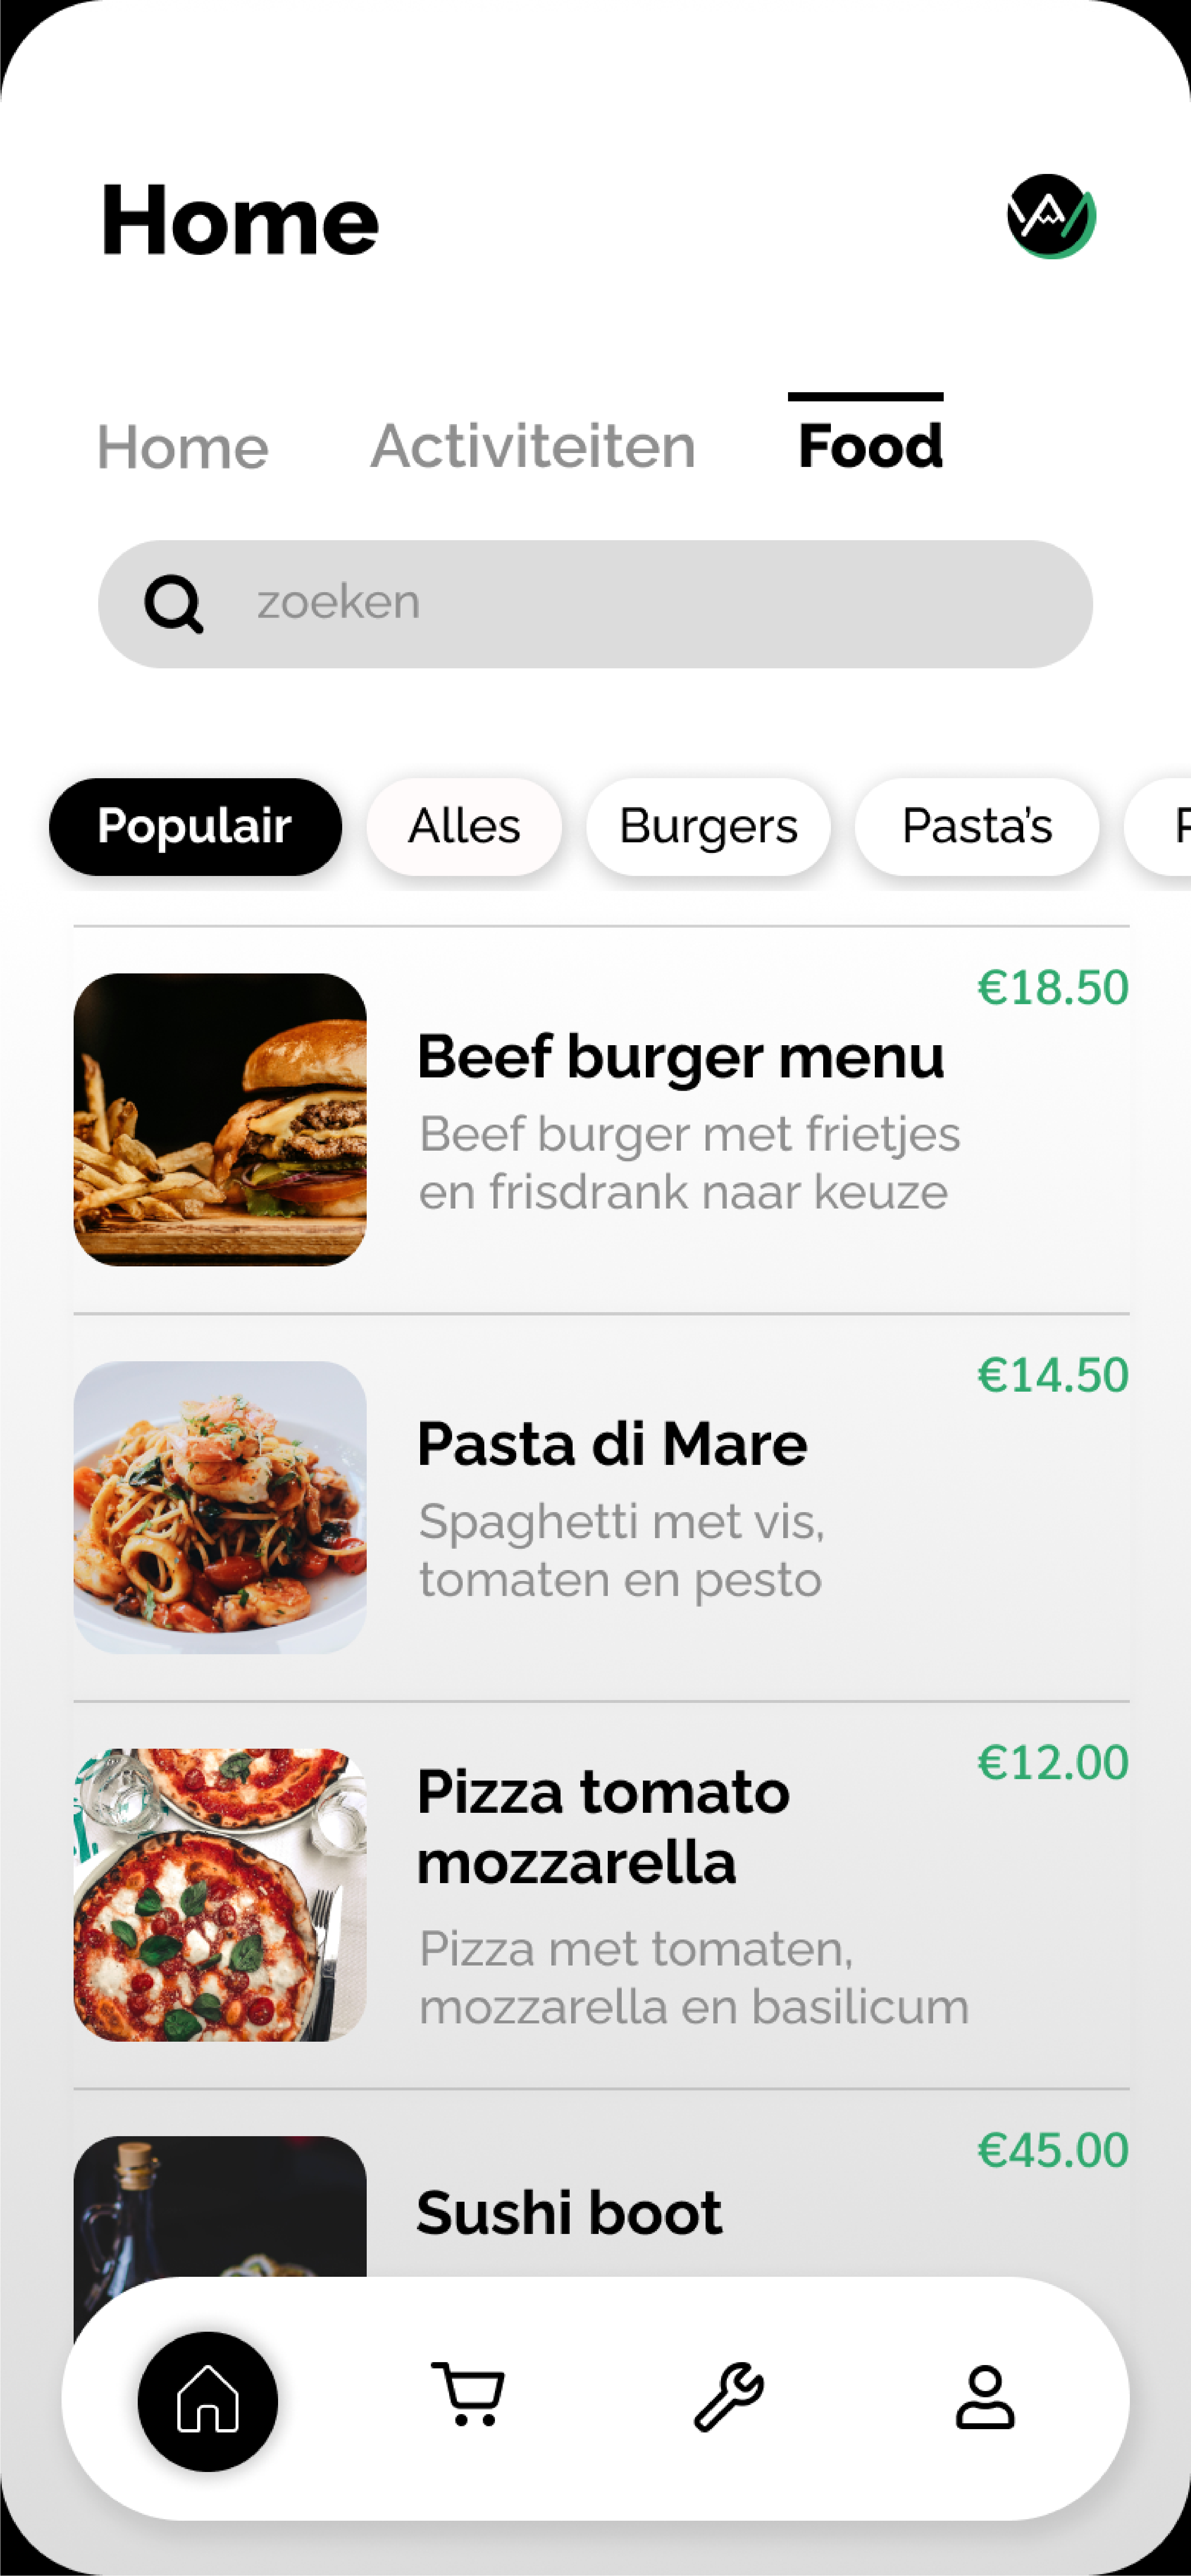 Home
Home Activiteiten Food
zoeken
Populair Alles Burgers Pasta's
€18.50
Beef burger menu
Beef burger met frietjes
en frisdrank naar keuze
€14.50
Pasta di Mare
Spaghetti met vis,
tomaten en pesto
€12.00
Pizza tomato
mozzarella
Pizza met tomaten,
mozzarella en basilicum
€45.00
Sushi boot